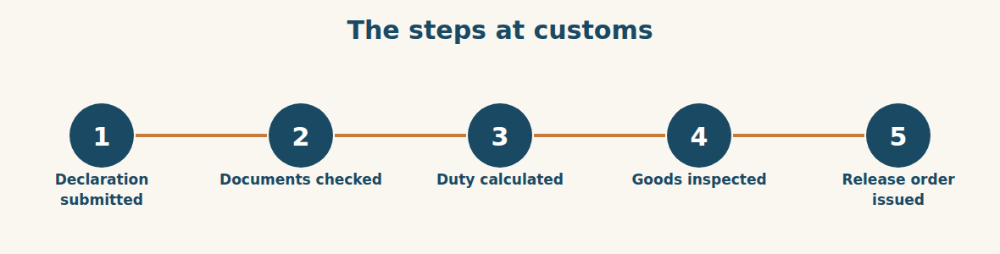 The steps at customs
1
2
3
4
5
Declaration
submitted
Documents checked
Duty calculated
Goods inspected
Release order
issued